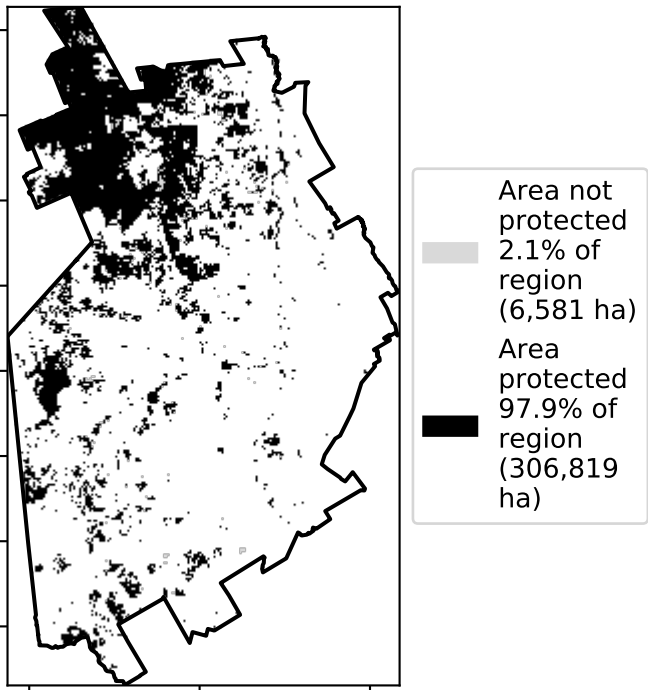 Area not
protected
2.1% of
region
(6,581 ha)
Area
protected
97.9% of
region
(306,819
ha)